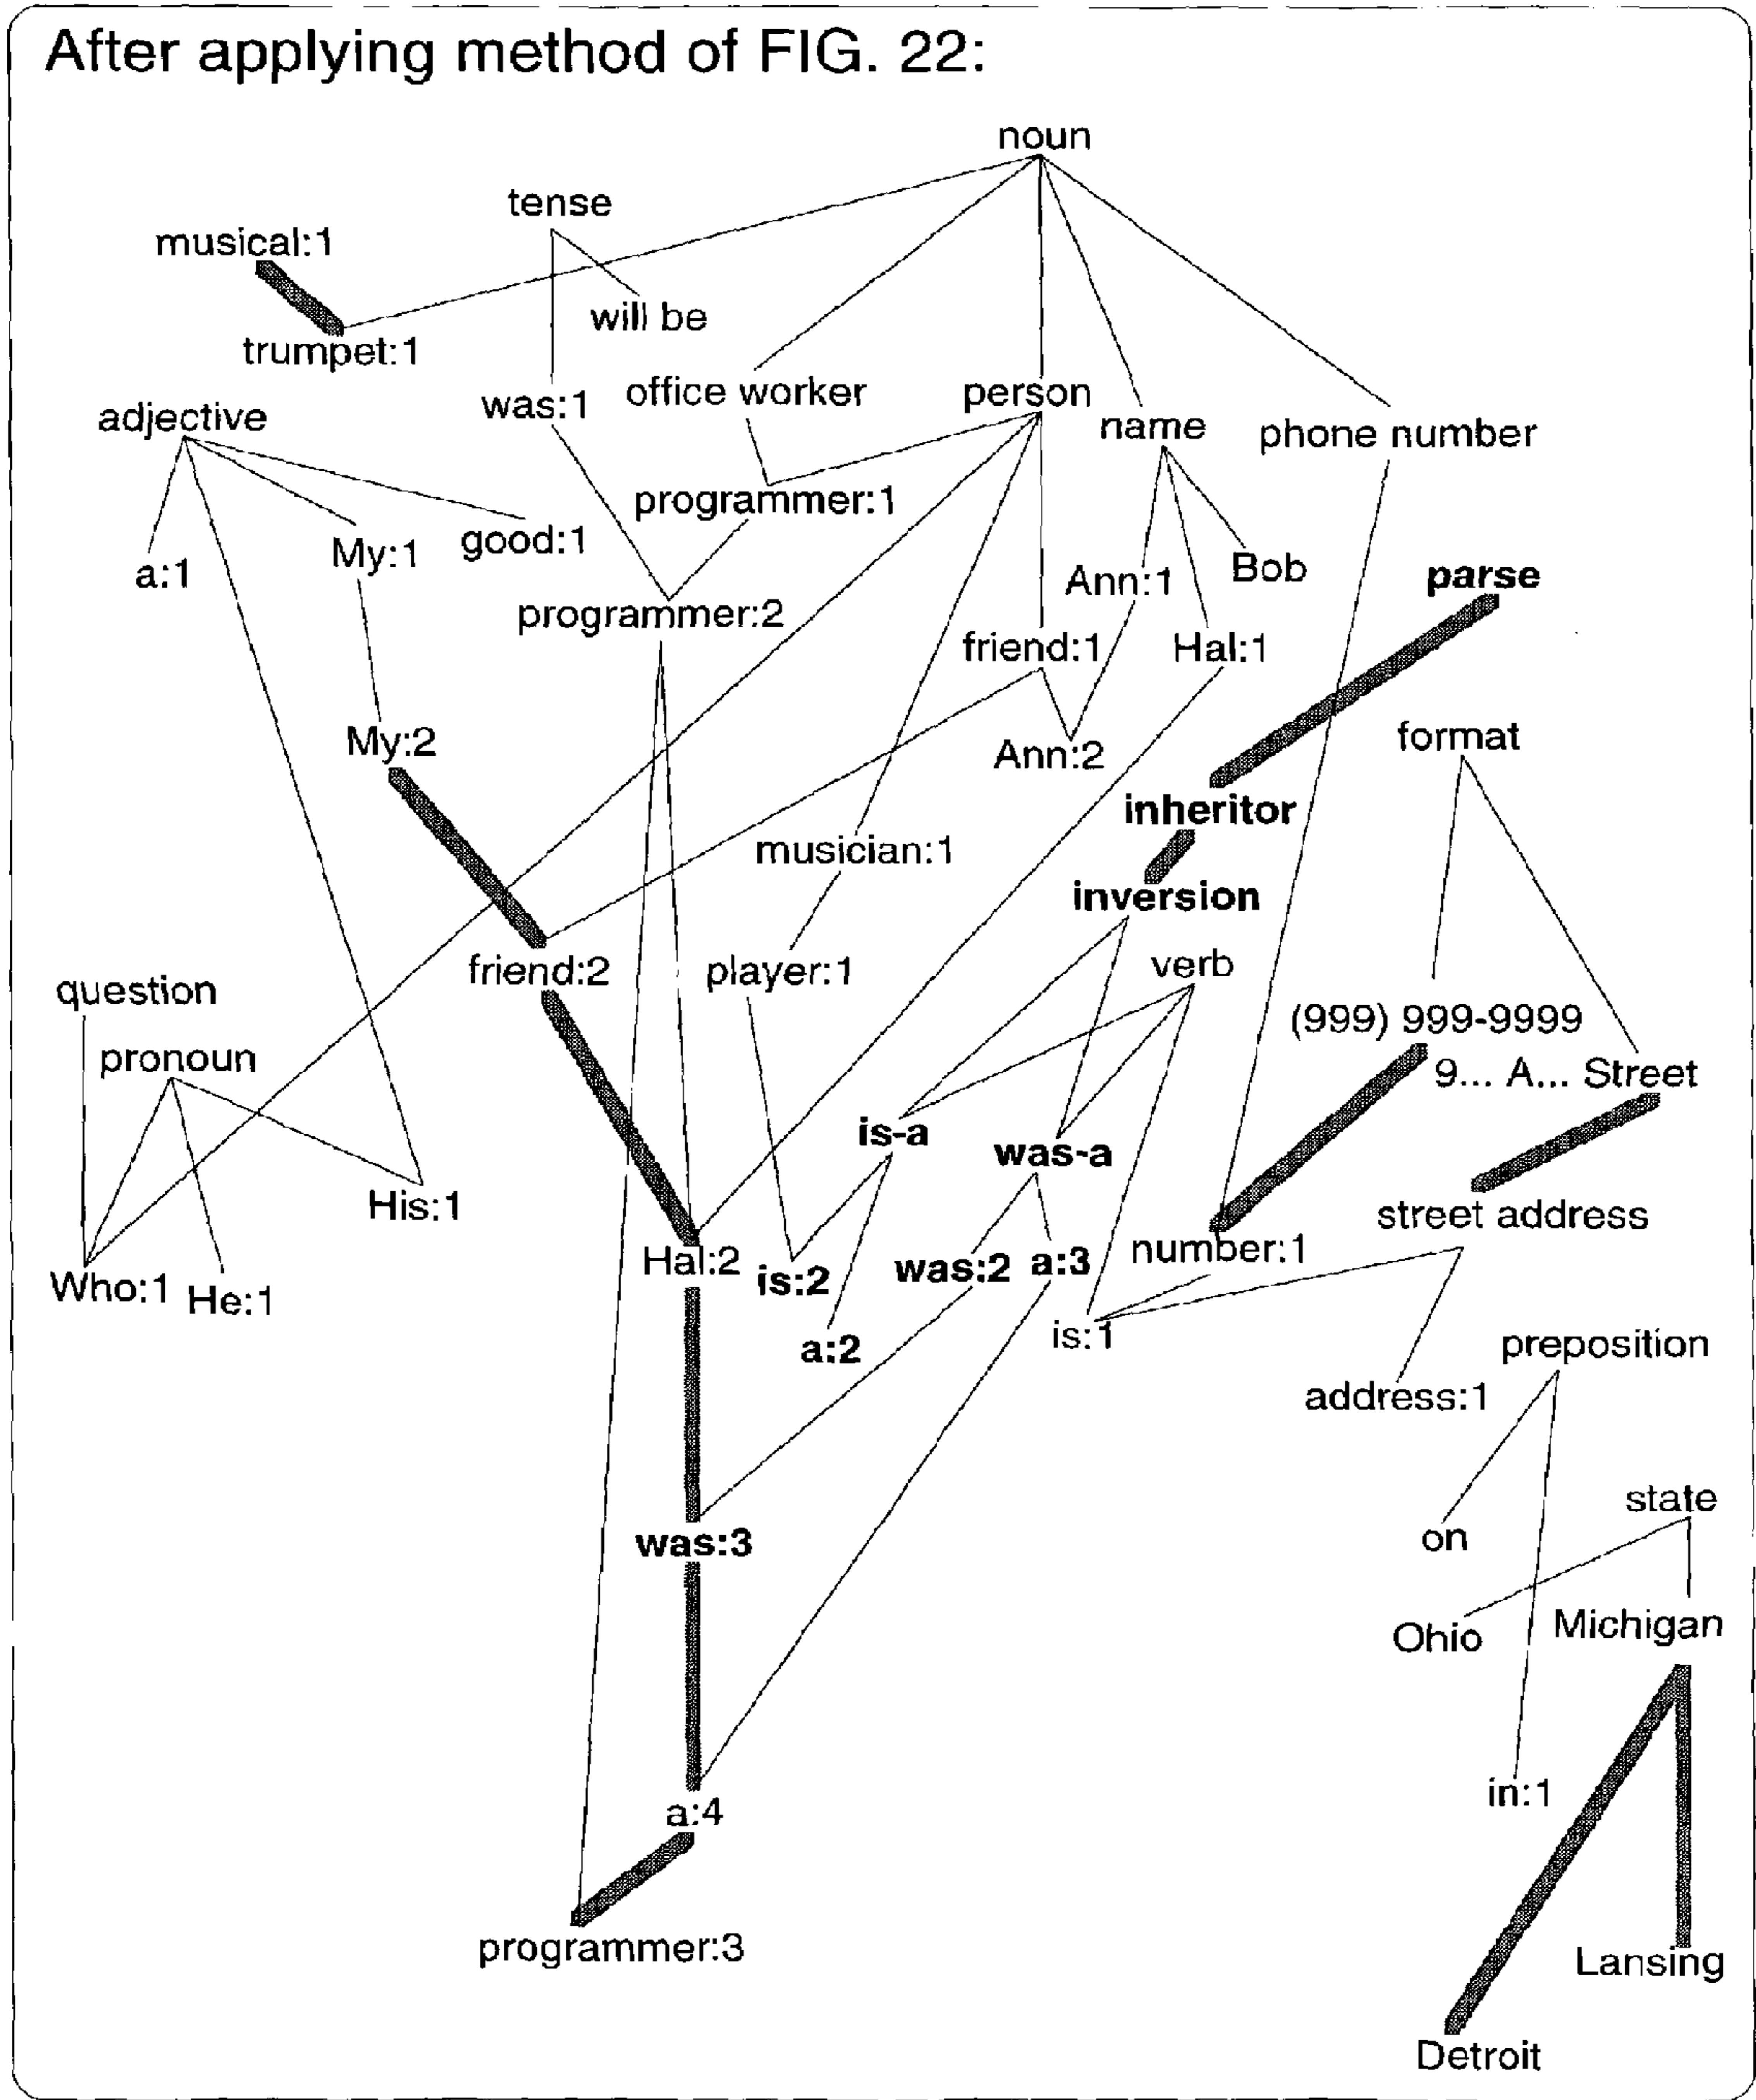 After applying method of FIG. 22:
noun
tense
musical:1
will be
trumpet:1
office worker
person
was:1
adjective
name
phone number
programmer:1
good:1
My:1
a:1
Ann:1
Bob
parse
programmer:2
friend:1
Hal:1
My:2
format
Ann:2
inheritor
musician:1
inversion
friend:2
player:1
verb
question
(999) 999-9999
pronoun
9... A... Street
is-a
was-a
His:1
street address
number:1
Hal:2
is:2
was:2
a:3
Who:1
He:1
is:1
a:2
preposition
address:1
state
on
was:3
Michigan
Ohio
in:1
a:4
programmer:3
Lansing
Detroit